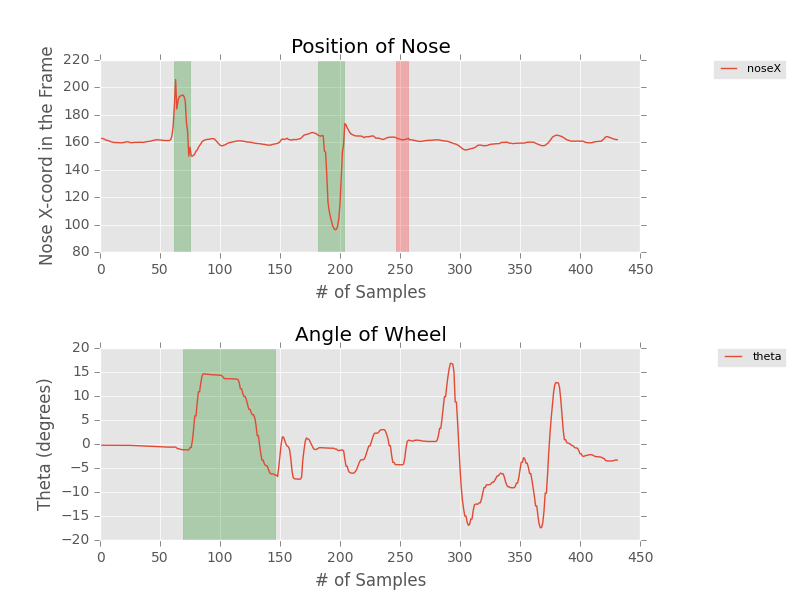 Position of Nose
Nose X-coord in the Frame
220
200
180
160
140
120
100
80
0 50 100 150 200 250 300 350 400 450
# of Samples
noseX
Angle of Wheel
Theta (degrees)
20
15
10
5
0
−5
−10
−15
−20
0 50 100 150 200 250 300 350 400 450
# of Samples
theta